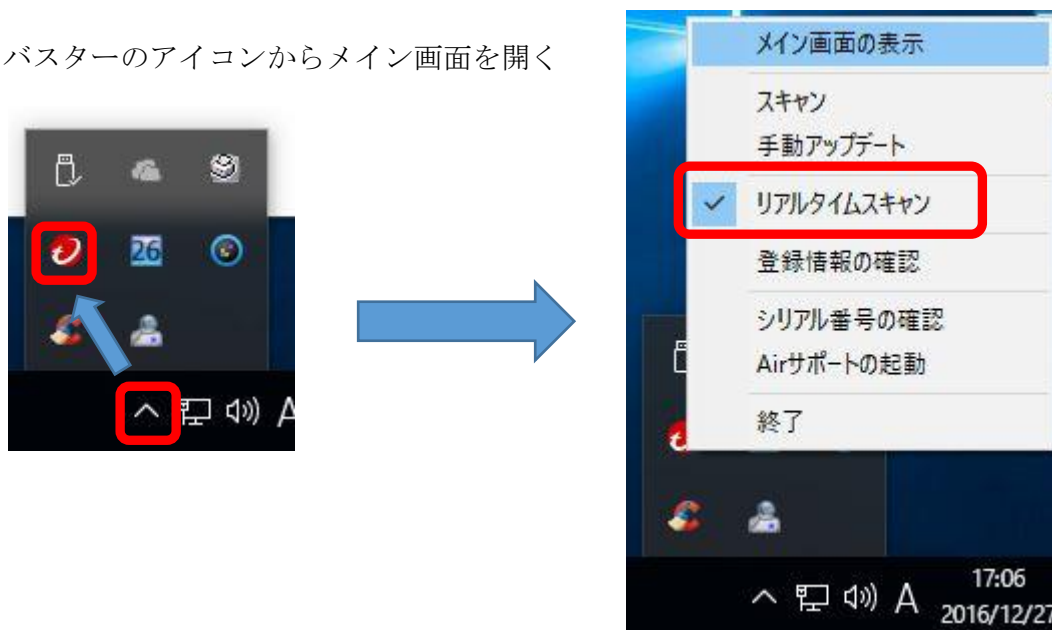 バスターのアイコンからメイン画面を開く
26
A
メイン画面の表示
スキャン
手動アップデート
リアルタイムスキャン
登録情報の確認
シリアル番号の確認
Airサポートの起動
終了
A
17:06
2016/12/27